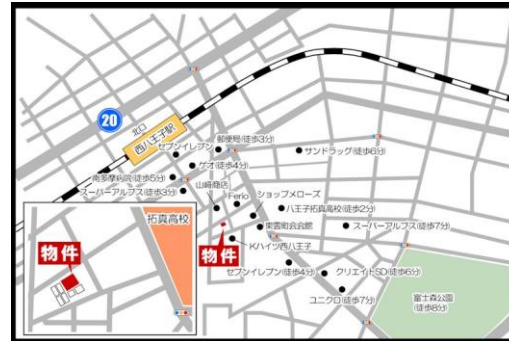 北口
20
西八王子駅
郵便局(徒歩3分)
セブンイレブン
サンドラッグ(徒歩6分)
ゲオ(徒歩4分)
南多摩病院(徒歩5分)
スーパーアルプス(徒歩3分)
山崎商店
Ferio
ショップメローズ
八王子拓真高校(徒歩2分)
東雲町会会館
スーパーアルプス(徒歩7分)
拓真高校
物件
物件
Kハイツ西八王子
セブンイレブン(徒歩4分)
クリエイトSD(徒歩6分)
ユニクロ(徒歩7分)
富士森公園
(徒歩8分)